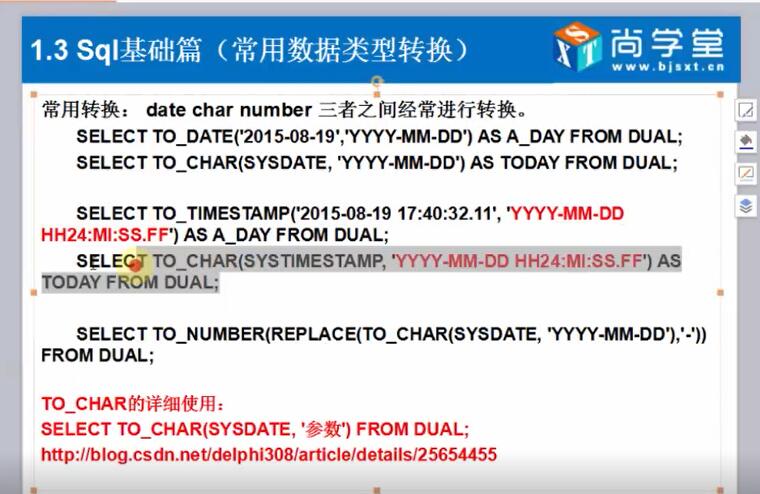 1.3 Sql基础篇（常用数据类型转换）
SXT
尚学堂
www.bjsxt.cn
常用转换： date char number 三者之间经常进行转换。
SELECT TO_DATE('2015-08-19','YYYY-MM-DD') AS A_DAY FROM DUAL;
SELECT TO_CHAR(SYSDATE, 'YYYY-MM-DD') AS TODAY FROM DUAL;
SELECT TO_TIMESTAMP('2015-08-19 17:40:32.11', 'YYYY-MM-DD
HH24:MI:SS.FF') AS A_DAY FROM DUAL;
SELECT TO_CHAR(SYSTIMESTAMP, 'YYYY-MM-DD HH24:MI:SS.FF') AS
TODAY FROM DUAL;
SELECT TO_NUMBER(REPLACE(TO_CHAR(SYSDATE, 'YYYY-MM-DD'),'-'))
FROM DUAL;
TO_CHAR的详细使用：
SELECT TO_CHAR(SYSDATE, '参数') FROM DUAL;
http://blog.csdn.net/delphi308/article/details/25654455